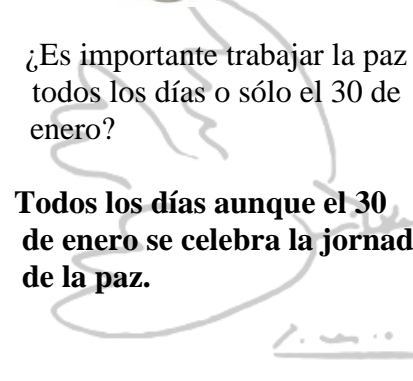 ¿Es importante trabajar la paz
todos los días o sólo el 30 de
enero?
Todos los días aunque el 30
de enero se celebra la jornad
de la paz.